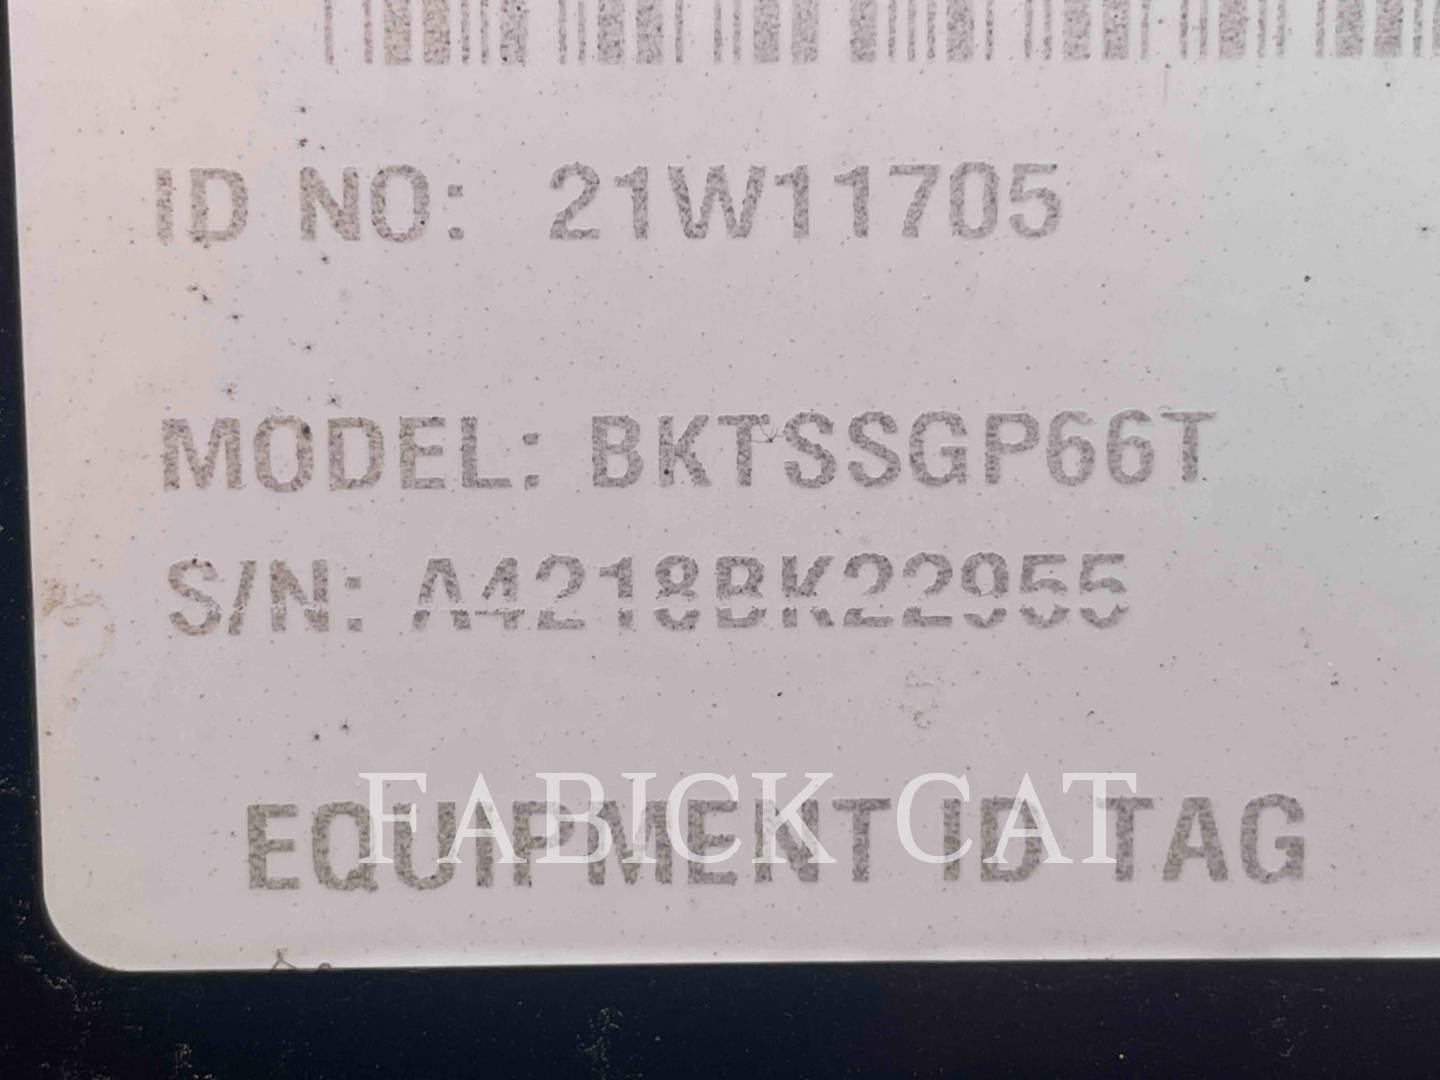 ID NO: 21W11705
MODEL: BKTSSGP66T
S/N: A4218BK22955
FABICK CAT
EQUIPMENT ID TAG